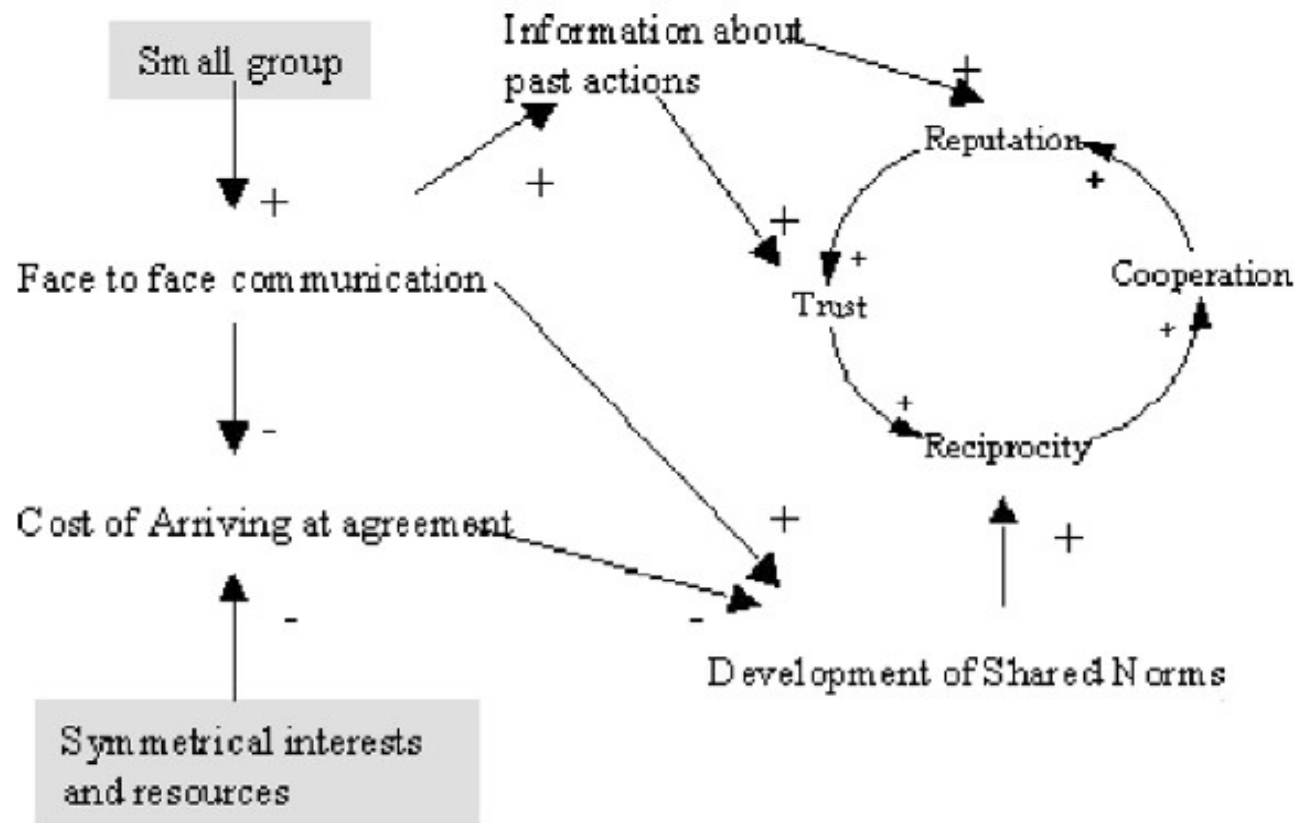 Small group
Information about
past actions
+
Reputation
+
+
+
Face to face communication
+
+
Cooperation
Trust
+
+
-
Reciprocity
Cost of Arriving at agreement
+
+
-
-
Development of Shared Norms
Symmetrical interests
and resources